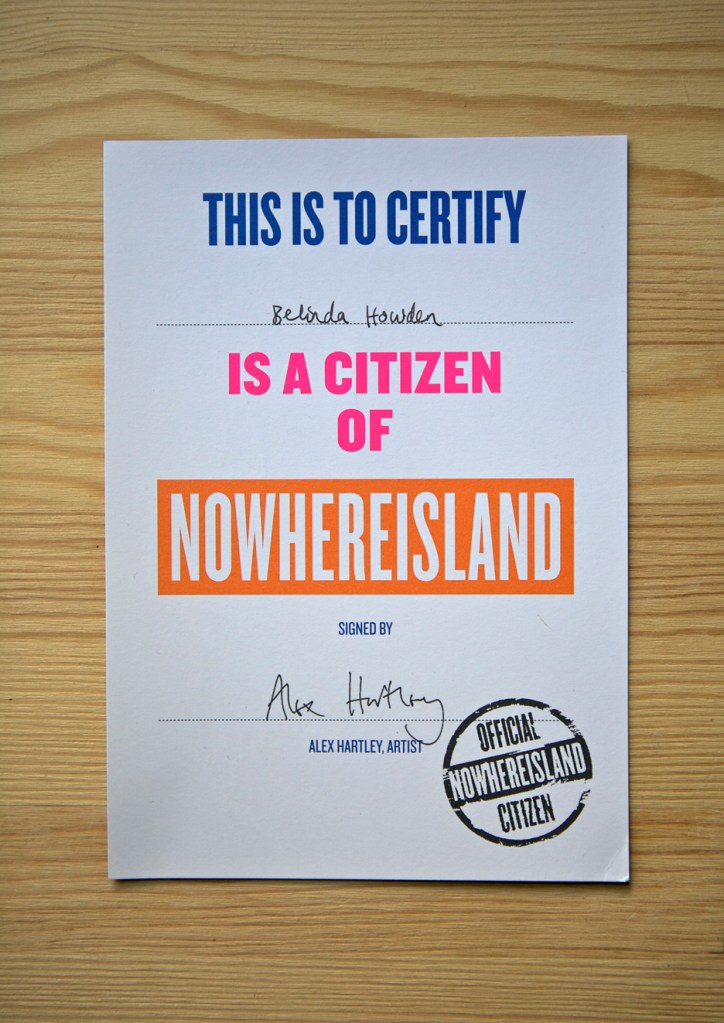 THIS IS TO CERTIFY
Belinda Howden
IS A CITIZEN
OF
NOWHEREISLAND
SIGNED BY
Alex Hartley
ALEX HARTLEY, ARTIST
OFFICIAL
NOWHEREISLAND
CITIZEN